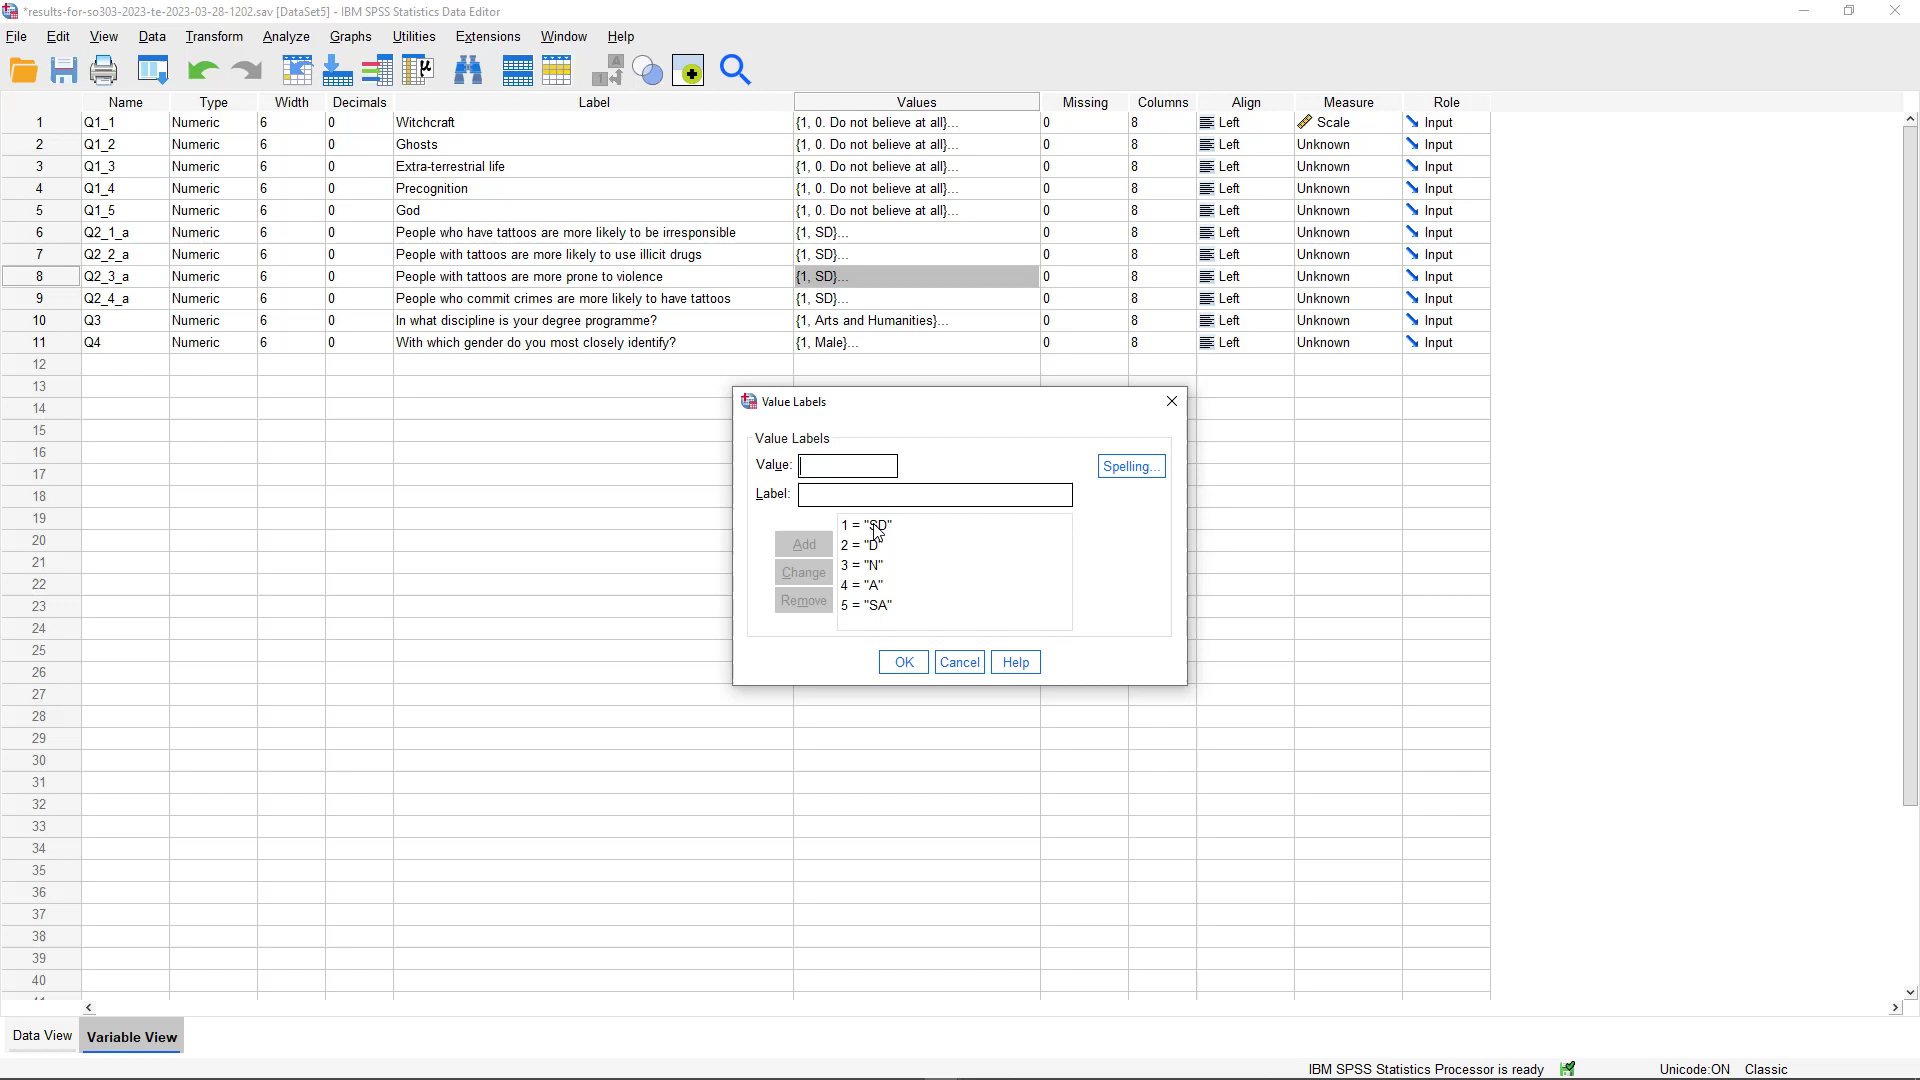 *results-for-so303-2023-te-2023-03-28-1202.sav [DataSet5] - IBM SPSS Statistics Data Editor
File Edit View Data Transform Analyze Graphs Utilities Extensions Window Help
Name Type Width Decimals Label Values Missing Columns Align Measure Role
1 Q1_1 Numeric 6 0 Witchcraft {1, 0. Do not believe at all}... 0 8 Left Scale Input
2 Q1_2 Numeric 6 0 Ghosts {1, 0. Do not believe at all}... 0 8 Left Unknown Input
3 Q1_3 Numeric 6 0 Extra-terrestrial life {1, 0. Do not believe at all}... 0 8 Left Unknown Input
4 Q1_4 Numeric 6 0 Precognition {1, 0. Do not believe at all}... 0 8 Left Unknown Input
5 Q1_5 Numeric 6 0 God {1, 0. Do not believe at all}... 0 8 Left Unknown Input
6 Q2_1_a Numeric 6 0 People who have tattoos are more likely to be irresponsible {1, SD}... 0 8 Left Unknown Input
7 Q2_2_a Numeric 6 0 People with tattoos are more likely to use illicit drugs {1, SD}... 0 8 Left Unknown Input
8 Q2_3_a Numeric 6 0 People with tattoos are more prone to violence {1, SD}... 0 8 Left Unknown Input
9 Q2_4_a Numeric 6 0 People who commit crimes are more likely to have tattoos {1, SD}... 0 8 Left Unknown Input
10 Q3 Numeric 6 0 In what discipline is your degree programme? {1, Arts and Humanities}... 0 8 Left Unknown Input
11 Q4 Numeric 6 0 With which gender do you most closely identify? {1, Male}... 0 8 Left Unknown Input
12
13
14
15
16
17
18
19
20
21
22
23
24
25
26
27
28
29
30
31
32
33
34
35
36
37
38
39
40
Value Labels
Value Labels
Value: Spelling...
Label:
1 = "SD"
Add 2 = "D"
3 = "N"
Change
4 = "A"
Remove 5 = "SA"
OK Cancel Help
Data View Variable View
IBM SPSS Statistics Processor is ready Unicode:ON Classic